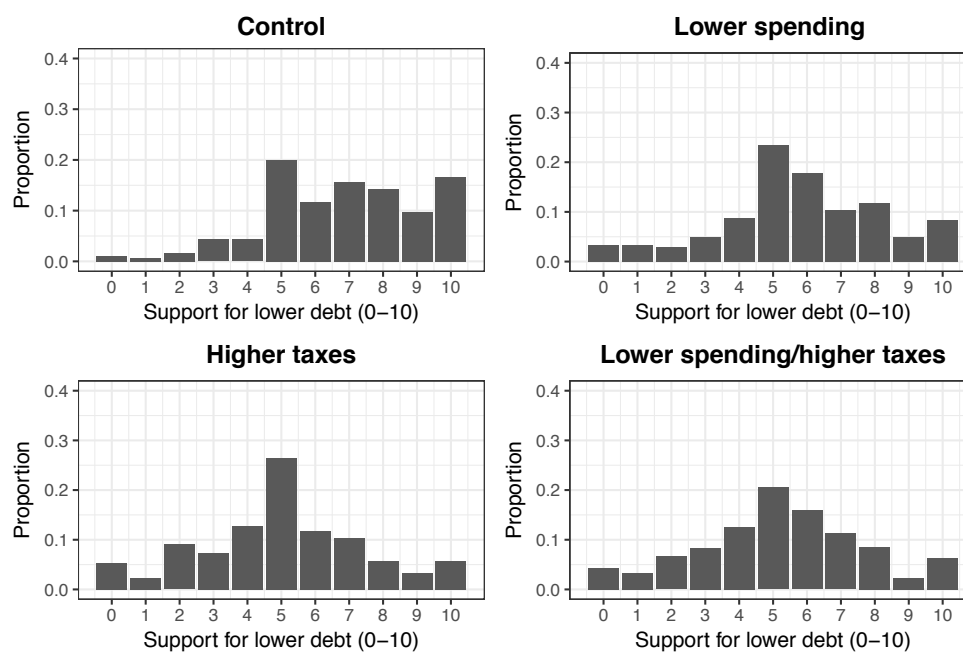 Control
Proportion
0.4
0.3
0.2
0.1
0.0
0 1 2 3 4 5 6 7 8 9 10
Support for lower debt (0−10)
Lower spending
Proportion
0.4
0.3
0.2
0.1
0.0
0 1 2 3 4 5 6 7 8 9 10
Support for lower debt (0−10)
Higher taxes
Proportion
0.4
0.3
0.2
0.1
0.0
0 1 2 3 4 5 6 7 8 9 10
Support for lower debt (0−10)
Lower spending/higher taxes
Proportion
0.4
0.3
0.2
0.1
0.0
0 1 2 3 4 5 6 7 8 9 10
Support for lower debt (0−10)